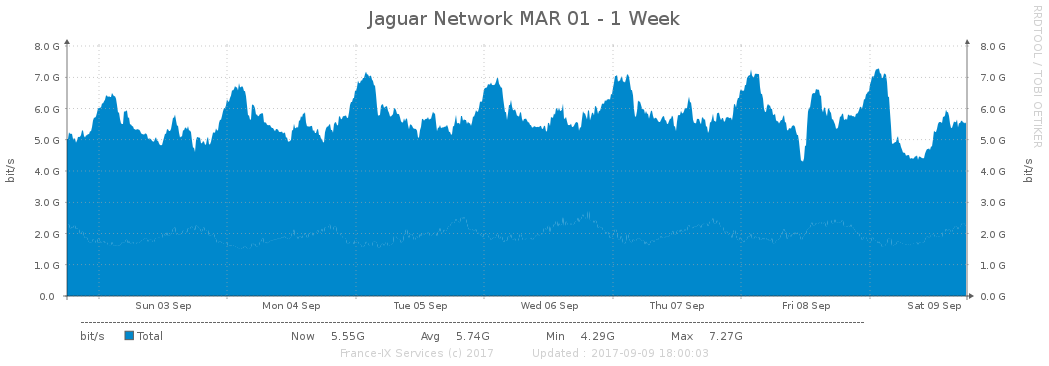 Jaguar Network MAR 01 - 1 Week
RRDTOOL / TOBI OETIKER
8.0 G 8.0 G
7.0 G 7.0 G
6.0 G 6.0 G
5.0 G 5.0 G
4.0 G 4.0 G
3.0 G 3.0 G
2.0 G 2.0 G
1.0 G 1.0 G
0.0 0.0 G
bit/s bit/s
Sun 03 Sep Mon 04 Sep Tue 05 Sep Wed 06 Sep Thu 07 Sep Fri 08 Sep Sat 09 Sep
bit/s Total Now 5.55G Avg 5.74G Min 4.29G Max 7.27G
France-IX Services (c) 2017 Updated : 2017-09-09 18:00:03